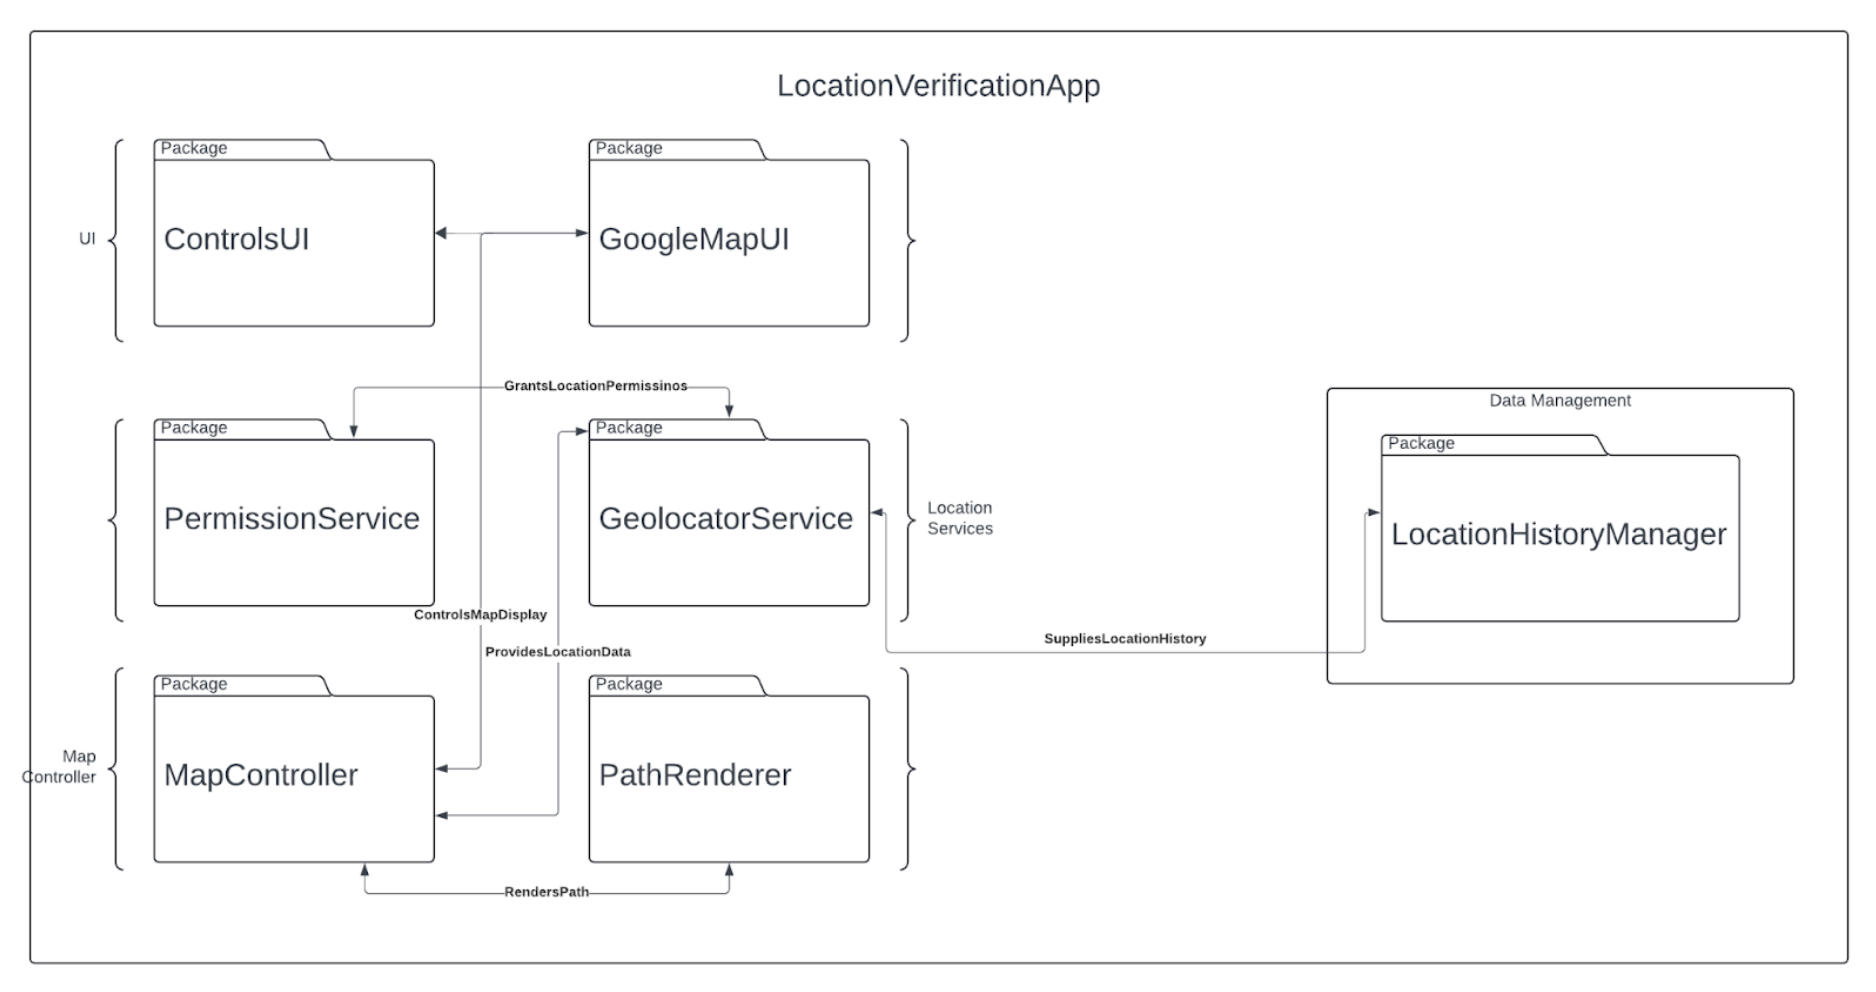 LocationVerificationApp
Package
Package
UI
ControlsUI
GoogleMapUI
GrantsLocationPermissinos
Data Management
Package
Package
Package
PermissionService
GeolocatorService
Location
Services
LocationHistoryManager
ControlsMapDisplay
SuppliesLocationHistory
ProvidesLocationData
Package
Package
Map
Controller
MapController
PathRenderer
RendersPath